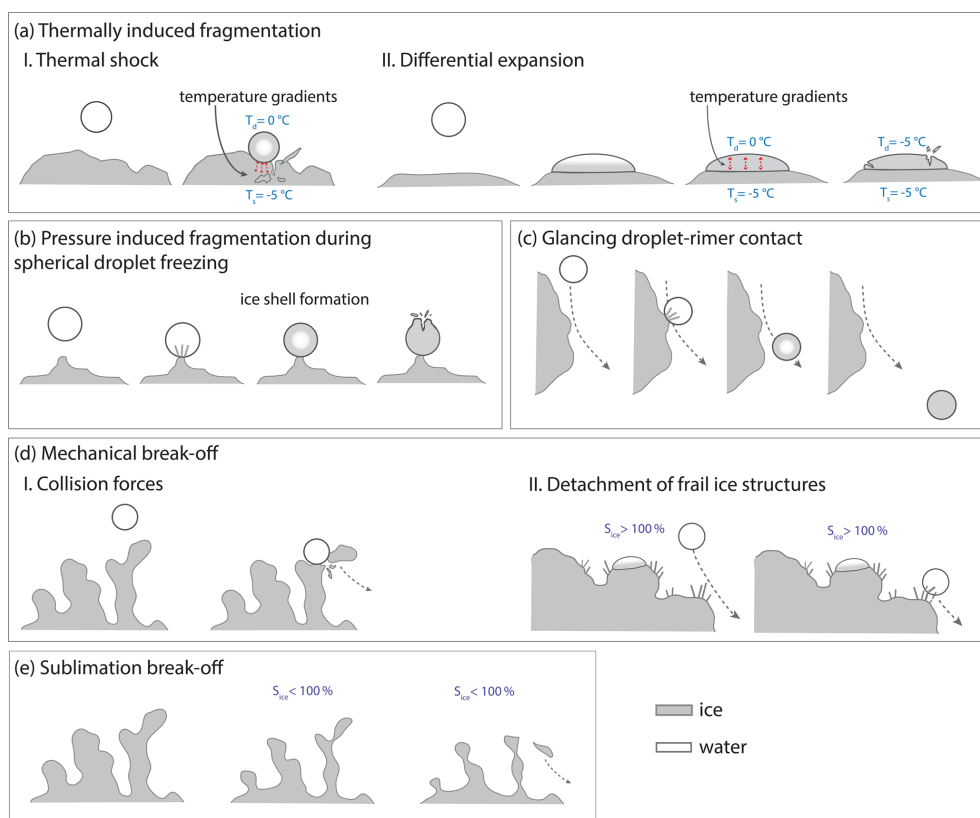 (a) Thermally induced fragmentation
I. Thermal shock
II. Differential expansion
temperature gradients
T_d= 0 °C
T_s= -5 °C
temperature gradients
T_d= 0 °C
T_s= -5 °C
T_d= -5 °C
T_s= -5 °C
(b) Pressure induced fragmentation during
spherical droplet freezing
ice shell formation
(c) Glancing droplet-rimer contact
(d) Mechanical break-off
I. Collision forces
II. Detachment of frail ice structures
S_ice> 100 %
S_ice> 100 %
(e) Sublimation break-off
S_ice< 100 %
S_ice< 100 %
ice
water